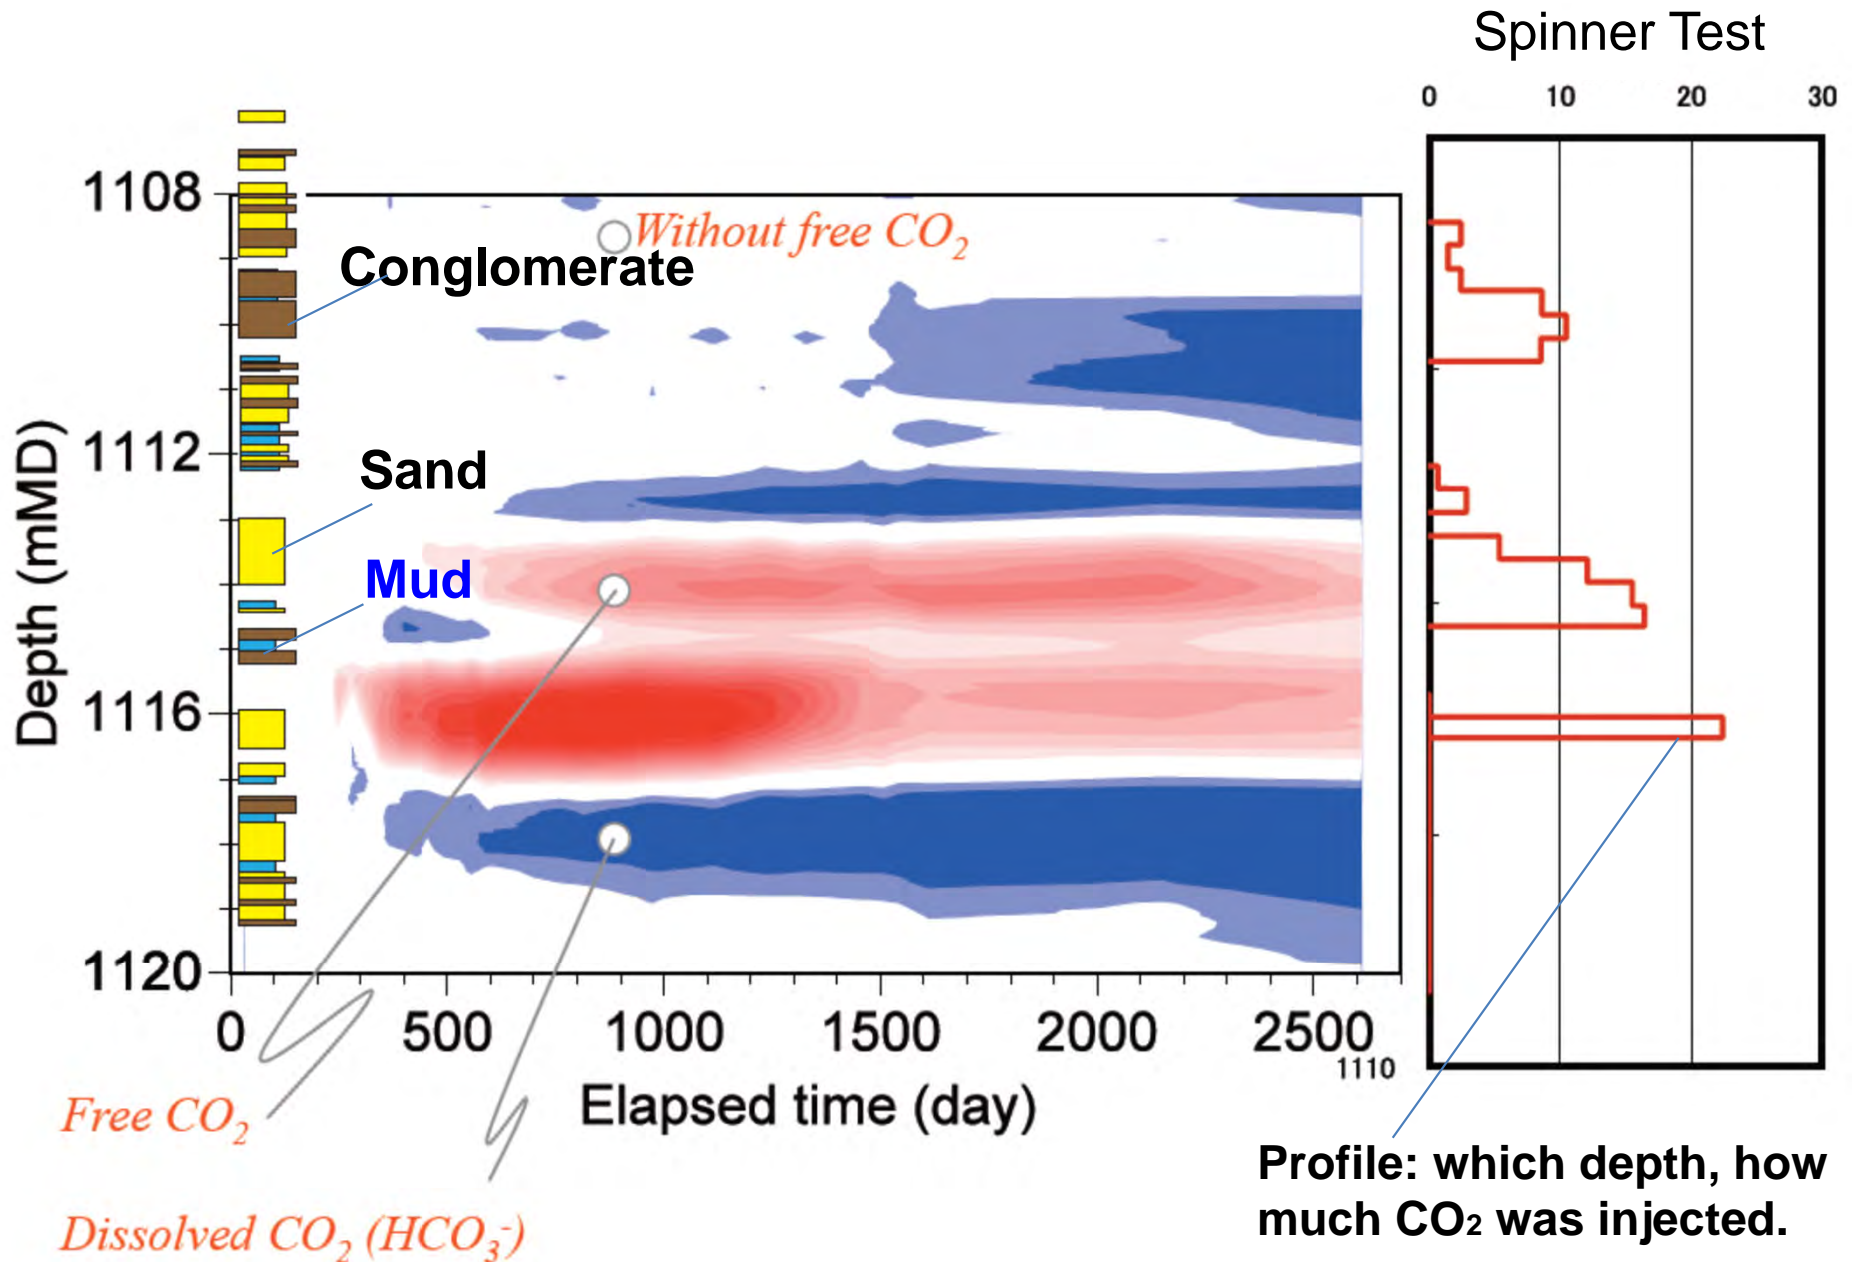 Spinner Test
0 10 20 30
1108
Without free CO₂
Conglomerate
1112
Sand
Mud
Depth (mMD)
1116
1120
0 500 1000 1500 2000 2500
1110
Elapsed time (day)
Free CO₂
Dissolved CO₂ (HCO₃⁻)
Profile: which depth, how
much CO₂ was injected.